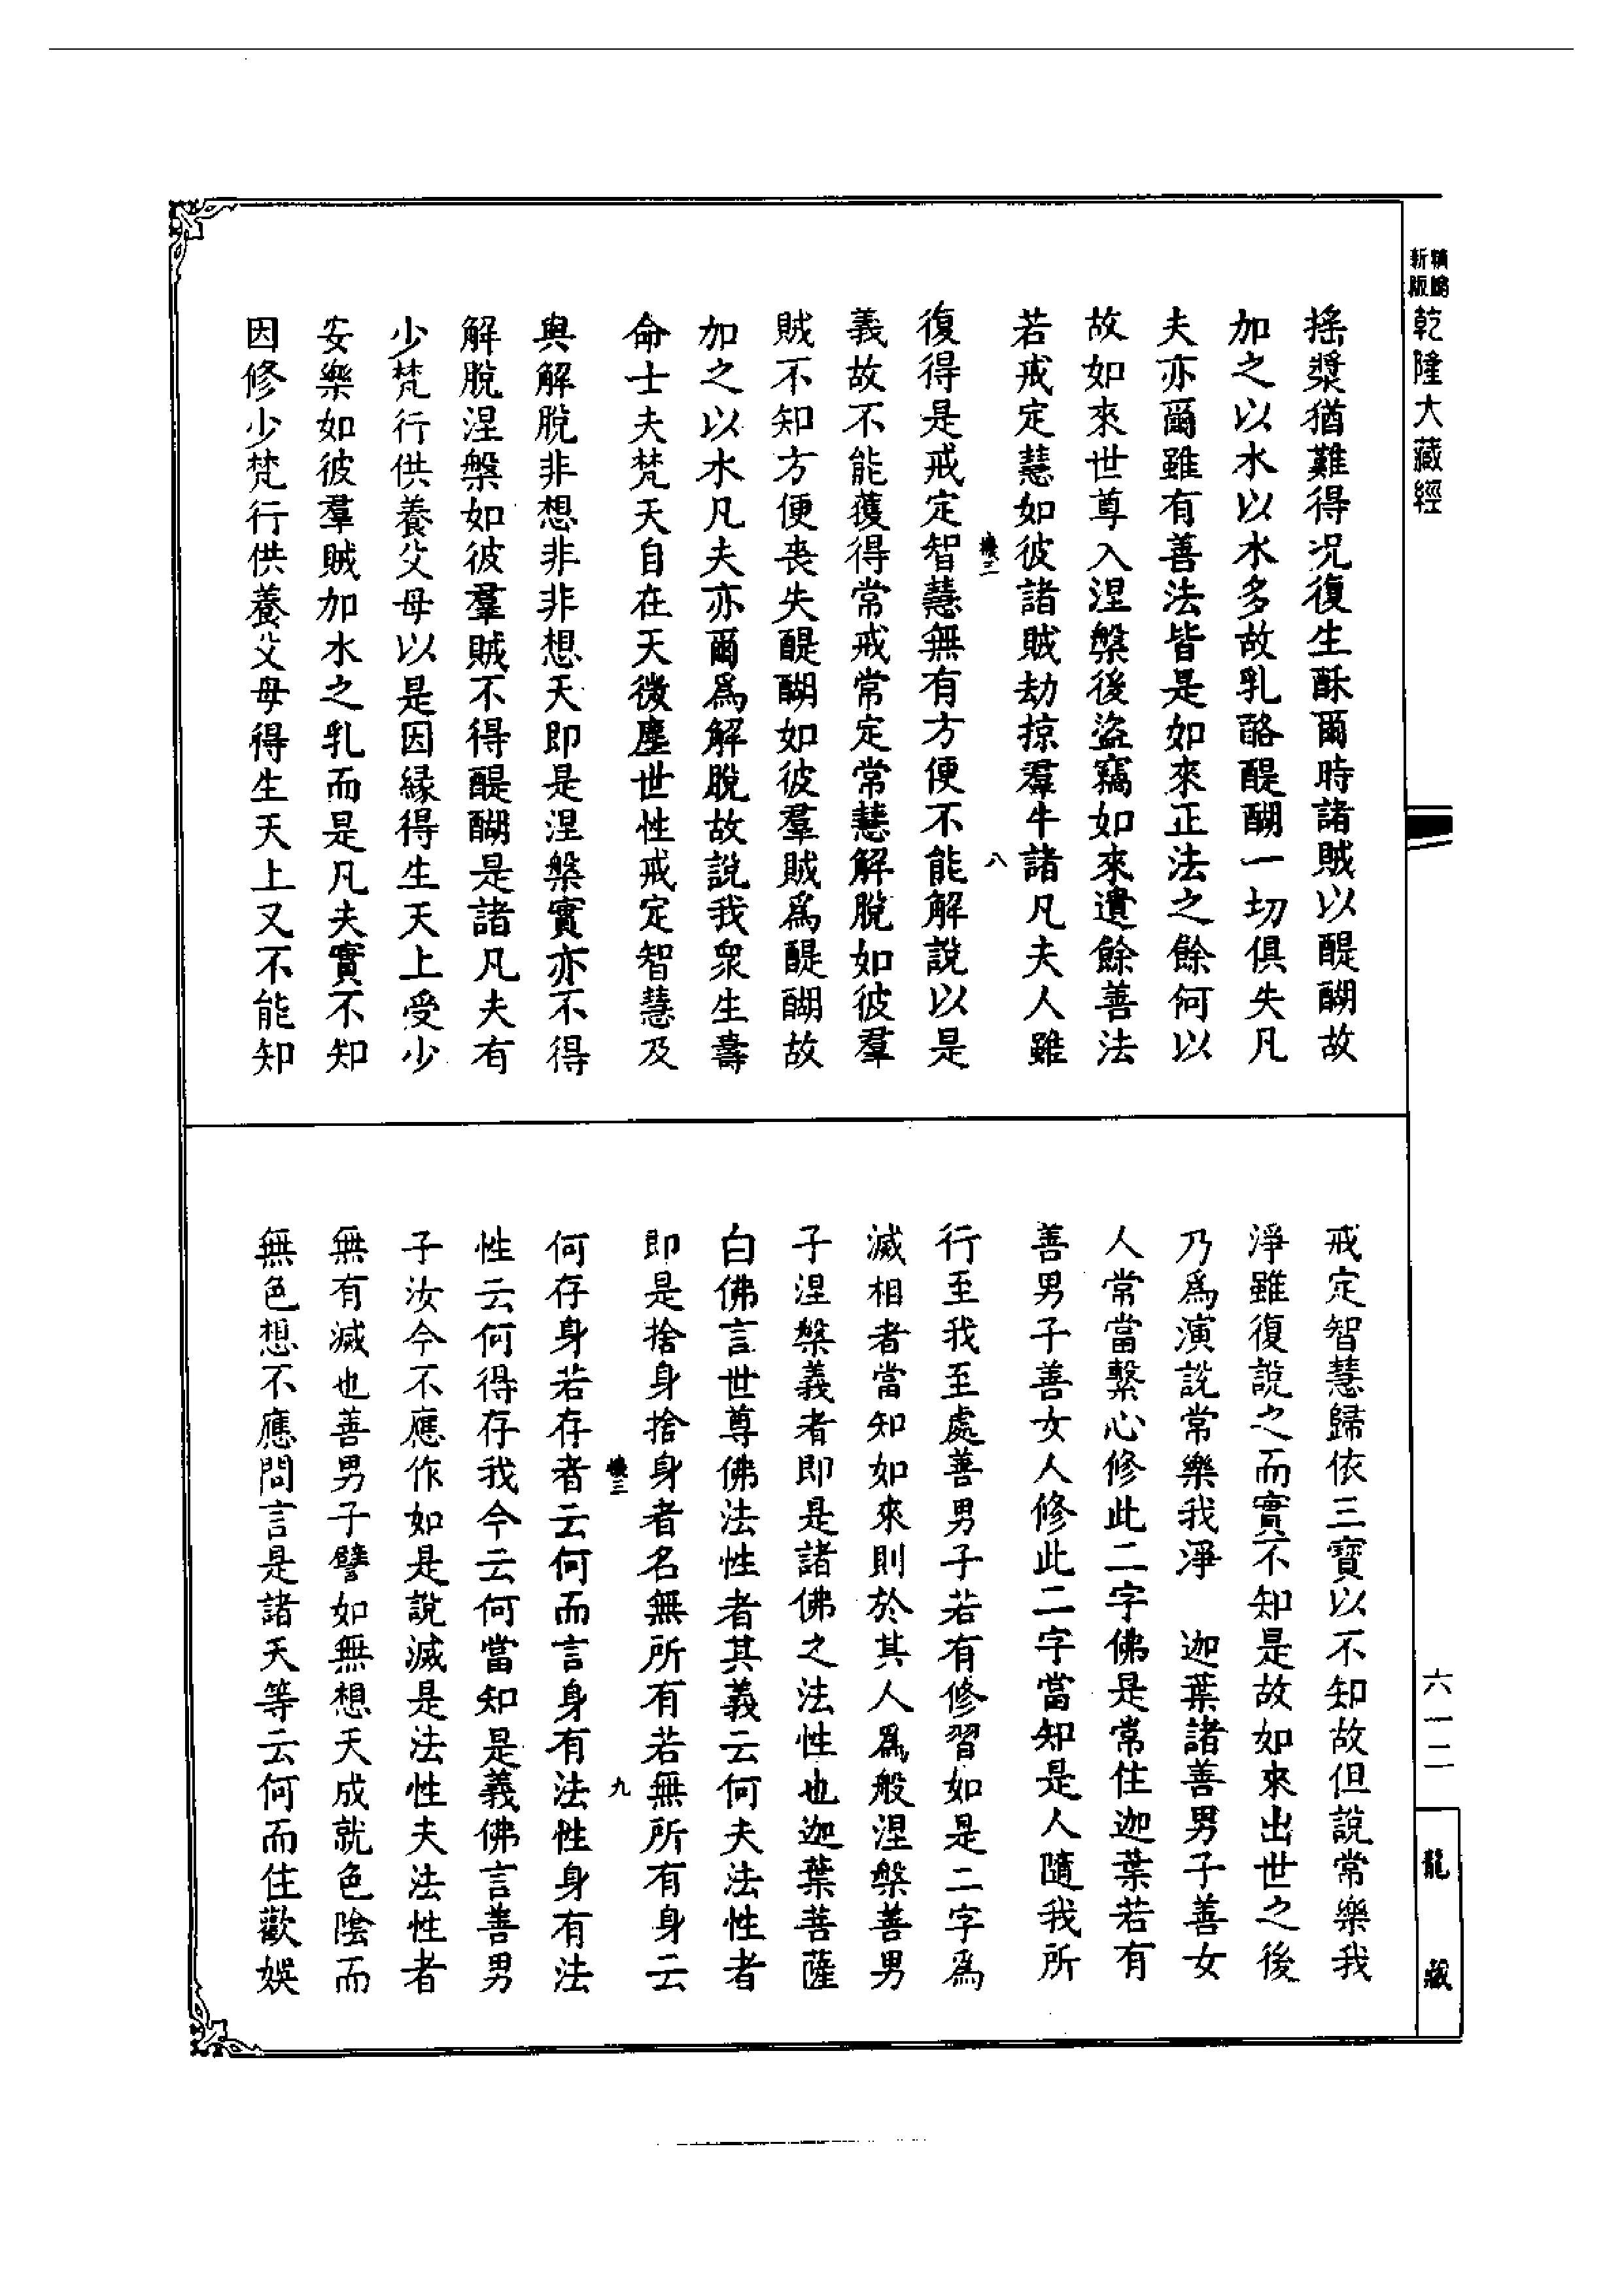 新版
乾隆大藏經
搖漿猶難得況復生酥爾時諸賊以醍醐故
加之以水以水多故乳酪醍醐一切俱失凡
夫亦爾雖有善法皆是如來正法之餘何以
故如來世尊入涅槃後盜竊如來遺餘善法
若戒定慧如彼諸賊劫掠羣牛諸凡夫人雖
八
復得是戒定智慧無有方便不能解說以是
義故不能獲得常戒常定常慧解脫如彼羣
賊不知方便喪失醍醐如彼羣賊爲醍醐故
加之以水凡夫亦爾爲解脫故說我衆生壽
命士夫梵天自在天微塵世性戒定智慧及
與解脫非想非非想天即是涅槃實亦不得
解脫涅槃如彼羣賊不得醍醐是諸凡夫有
少梵行供養父母以是因縁得生天上受少
安樂如彼羣賊加水之乳而是凡夫實不知
因修少梵行供養父母得生天上又不能知
戒定智慧歸依三寶以不知故但說常樂我
淨雖復說之而實不知是故如來出世之後
乃爲演說常樂我淨　迦葉諸善男子善女
人常當繫心修此二字佛是常住迦葉若有
善男子善女人修此二字當知是人隨我所
行至我至處善男子若有修習如是二字爲
滅相者當知如來則於其人爲般涅槃善男
子涅槃義者即是諸佛之法性也迦葉菩薩
白佛言世尊佛法性者其義云何夫法性者
即是捨身捨身者名無所有若無所有身云
九
何存身若存者云何而言身有法性身有法
性云何得存我今云何當知是義佛言善男
子汝今不應作如是說滅是法性夫法性者
無有滅也善男子譬如無想天成就色陰而
無色想不應問言是諸天等云何而住歡娛
六一二
龍藏